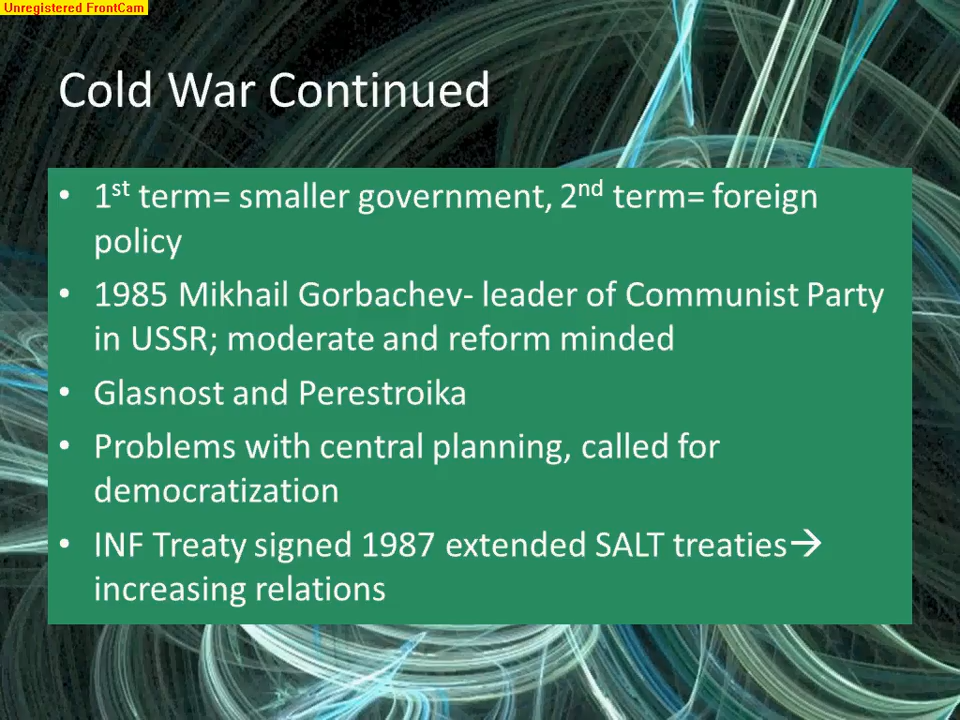 Unregistered FrontCam
Cold War Continued
• 1st term= smaller government, 2nd term= foreign
policy
• 1985 Mikhail Gorbachev- leader of Communist Party
in USSR; moderate and reform minded
• Glasnost and Perestroika
• Problems with central planning, called for
democratization
• INF Treaty signed 1987 extended SALT treaties→
increasing relations